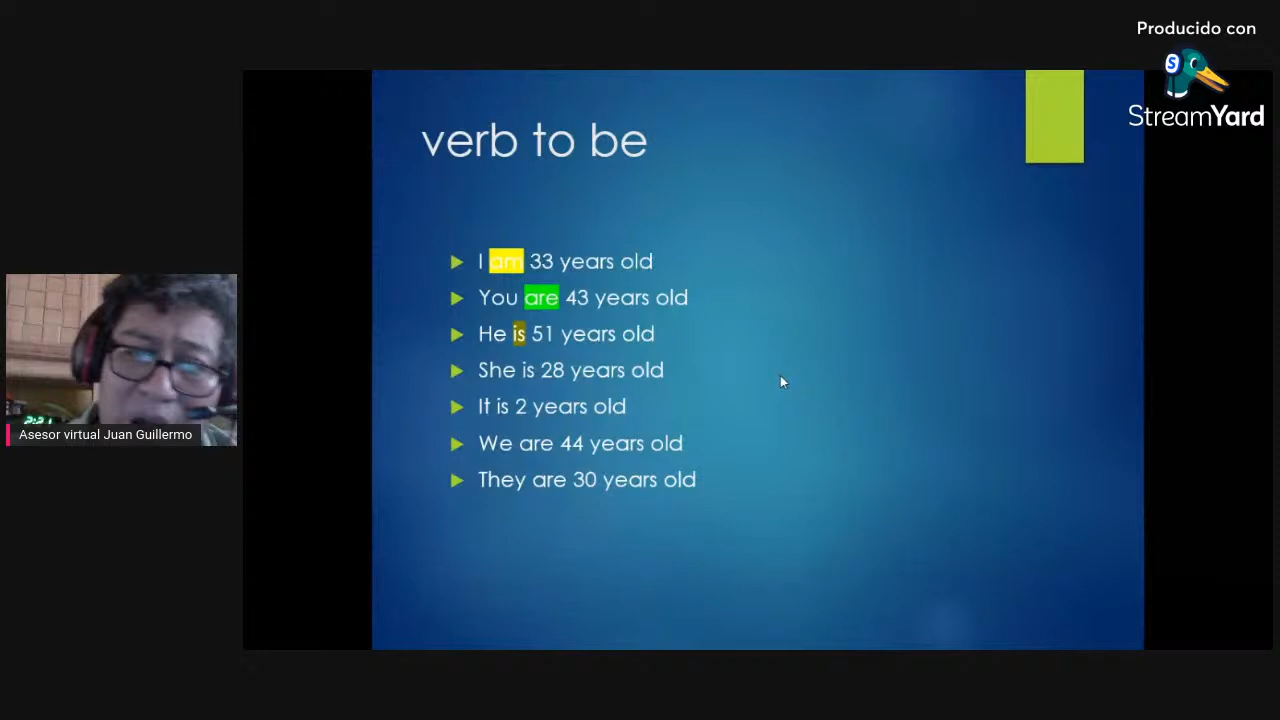 Producido con
StreamYard
verb to be
I am 33 years old
You are 43 years old
He is 51 years old
She is 28 years old
It is 2 years old
We are 44 years old
They are 30 years old
Asesor virtual Juan Guillermo